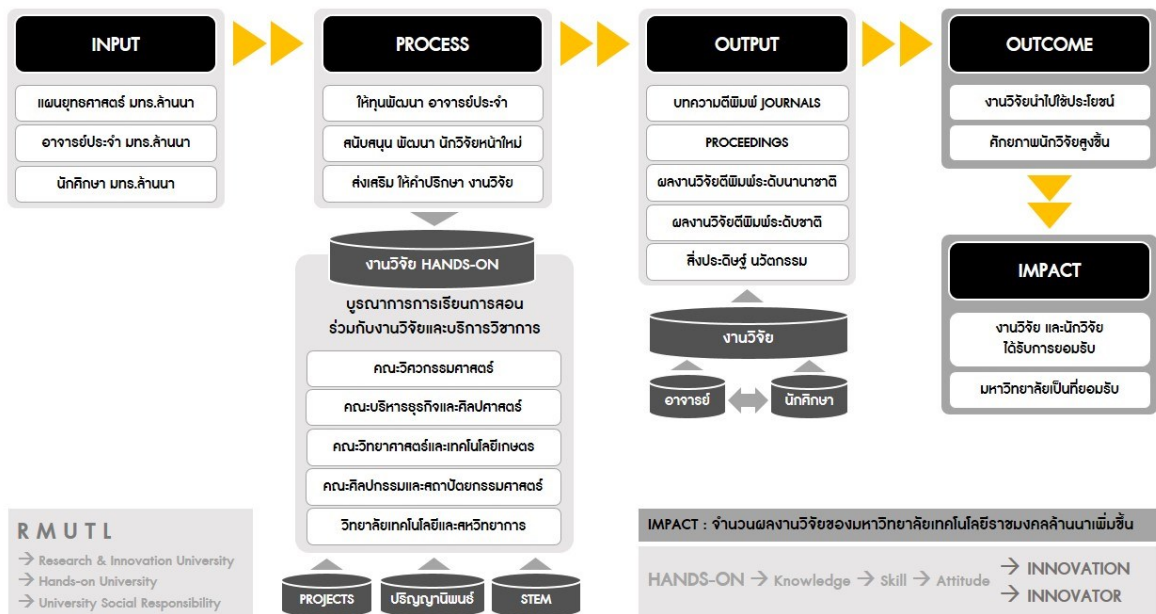 INPUT
แผนยุทธศาสตร์ มทร.ล้านนา
อาจารย์ประจำ มทร.ล้านนา
นักศึกษา มทร.ล้านนา
PROCESS
ให้ทุนพัฒนา อาจารย์ประจำ
สนับสนุน พัฒนา นักวิจัยหน้าใหม่
ส่งเสริม ให้คำปรึกษา งานวิจัย
งานวิจัย HANDS-ON
บูรณาการการเรียนการสอน
ร่วมกับงานวิจัยและบริการวิชาการ
คณะวิศวกรรมศาสตร์
คณะบริหารธุรกิจและศิลปศาสตร์
คณะวิทยาศาสตร์และเทคโนโลยีเกษตร
คณะศิลปกรรมและสถาปัตยกรรมศาสตร์
วิทยาลัยเทคโนโลยีและสหวิทยาการ
PROJECTS
ปริญญานิพนธ์
STEM
OUTPUT
บทความตีพิมพ์ JOURNALS
PROCEEDINGS
ผลงานวิจัยตีพิมพ์ระดับนานาชาติ
ผลงานวิจัยตีพิมพ์ระดับชาติ
สิ่งประดิษฐ์ นวัตกรรม
งานวิจัย
อาจารย์
นักศึกษา
OUTCOME
งานวิจัยนำไปใช้ประโยชน์
ศักยภาพนักวิจัยสูงขึ้น
IMPACT
งานวิจัย และนักวิจัย
ได้รับการยอมรับ
มหาวิทยาลัยเป็นที่ยอมรับ
RMUTL
→ Research & Innovation University
→ Hands-on University
→ University Social Responsibility
IMPACT : จำนวนผลงานวิจัยของมหาวิทยาลัยเทคโนโลยีราชมงคลล้านนาเพิ่มขึ้น
HANDS-ON → Knowledge → Skill → Attitude → INNOVATION
→ INNOVATOR